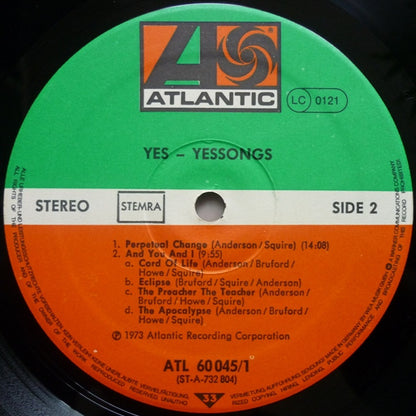 ATLANTIC
LC 0121
YES – YESSONGS
STEREO
STEMRA
SIDE 2
1. Perpetual Change (Anderson/Squire) (14:08)
2. And You And I (9:55)
a. Cord Of Life (Anderson/Bruford/
Howe/Squire)
b. Eclipse (Bruford/Squire/Anderson)
c. The Preacher The Teacher (Anderson/
Bruford/Howe/Squire)
d. The Apocalypse (Anderson/Bruford/
Howe/Squire)
℗ 1973 Atlantic Recording Corporation
ATL 60 045/1
(ST-A-732 804)
33